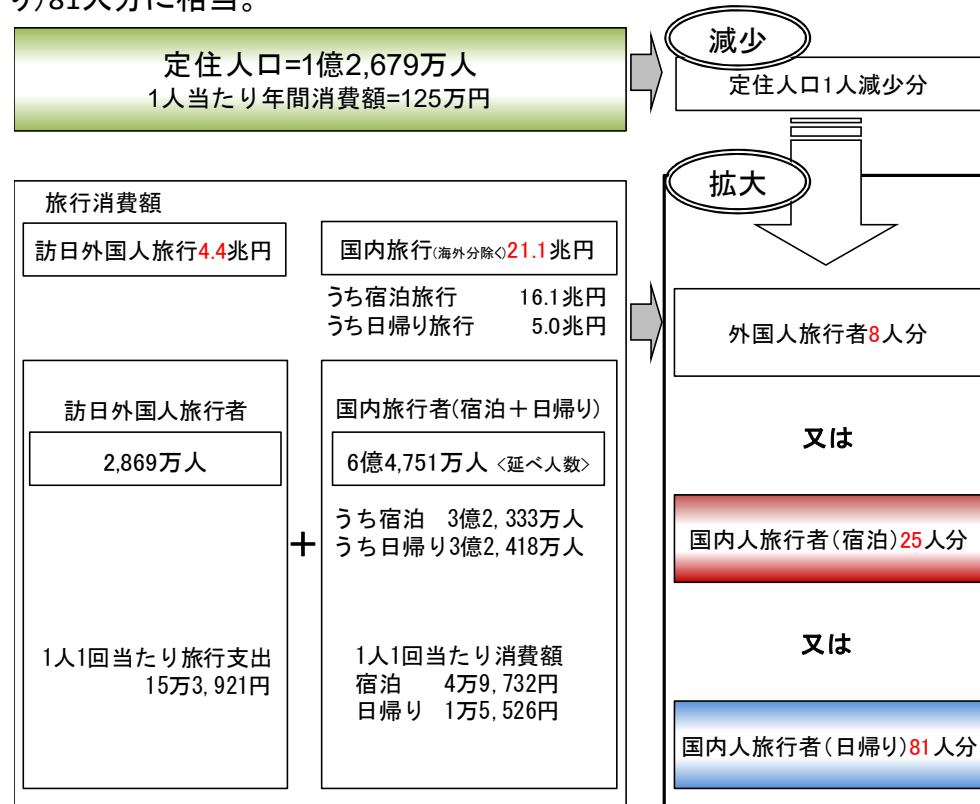 り)81人分に相当。
定住人口=1億2,679万人
1人当たり年間消費額=125万円
減少
定住人口1人減少分
拡大
旅行消費額
訪日外国人旅行4.4兆円
国内旅行(海外分除く)21.1兆円
うち宿泊旅行 16.1兆円
うち日帰り旅行 5.0兆円
外国人旅行者8人分
訪日外国人旅行者
2,869万人
+
国内旅行者(宿泊+日帰り)
6億4,751万人 <延べ人数>
うち宿泊 3億2,333万人
うち日帰り3億2,418万人
又は
国内人旅行者(宿泊)25人分
1人1回当たり旅行支出
15万3,921円
1人1回当たり消費額
宿泊 4万9,732円
日帰り 1万5,526円
又は
国内人旅行者(日帰り)81人分